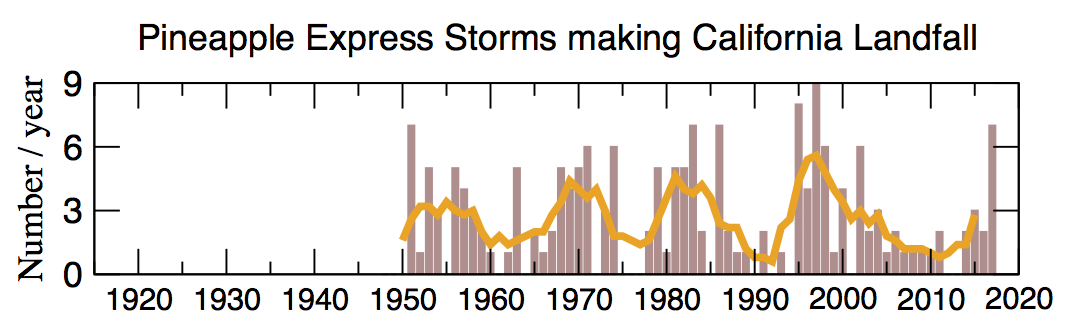 Pineapple Express Storms making California Landfall
Number / year
9
6
3
0
1920 1930 1940 1950 1960 1970 1980 1990 2000 2010 2020